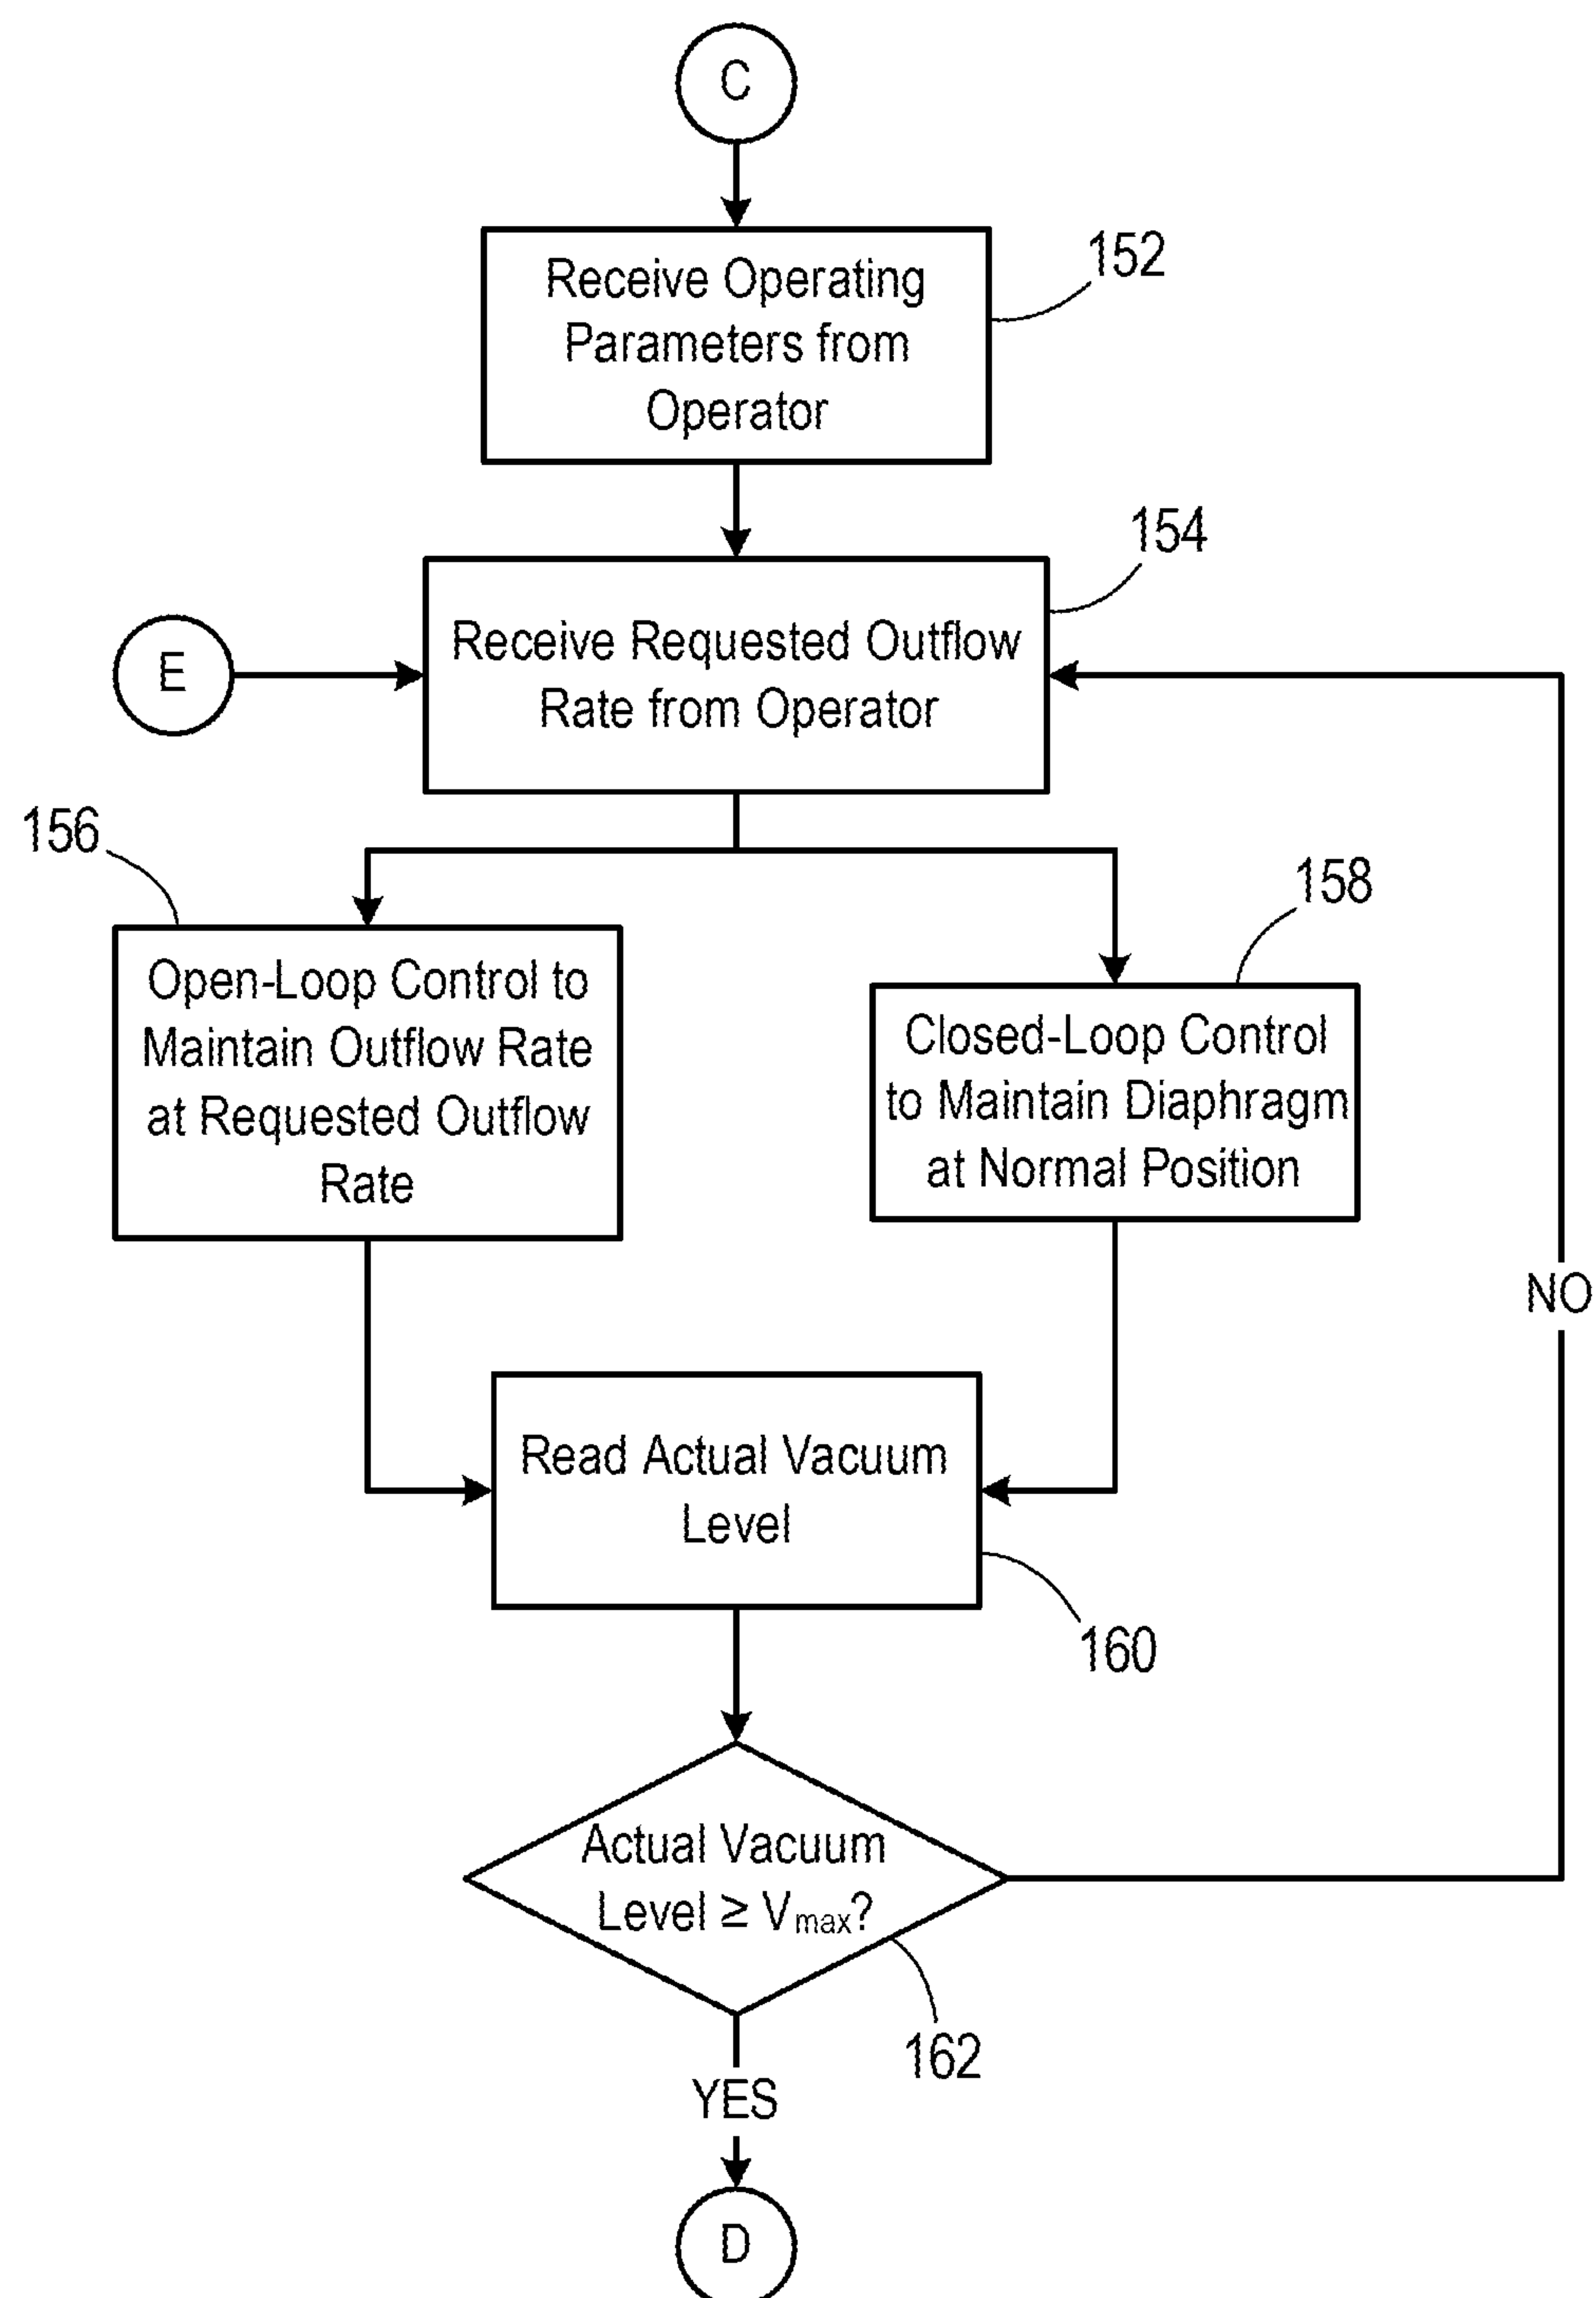 C
Receive Operating
Parameters from
Operator
152
154
Receive Requested Outflow
Rate from Operator
E
156
158
Open-Loop Control to
Maintain Outflow Rate
at Requested Outflow
Rate
Closed-Loop Control
to Maintain Diaphragm
at Normal Position
NO
Read Actual Vacuum
Level
160
Actual Vacuum
Level ≥ Vmax?
162
YES
D